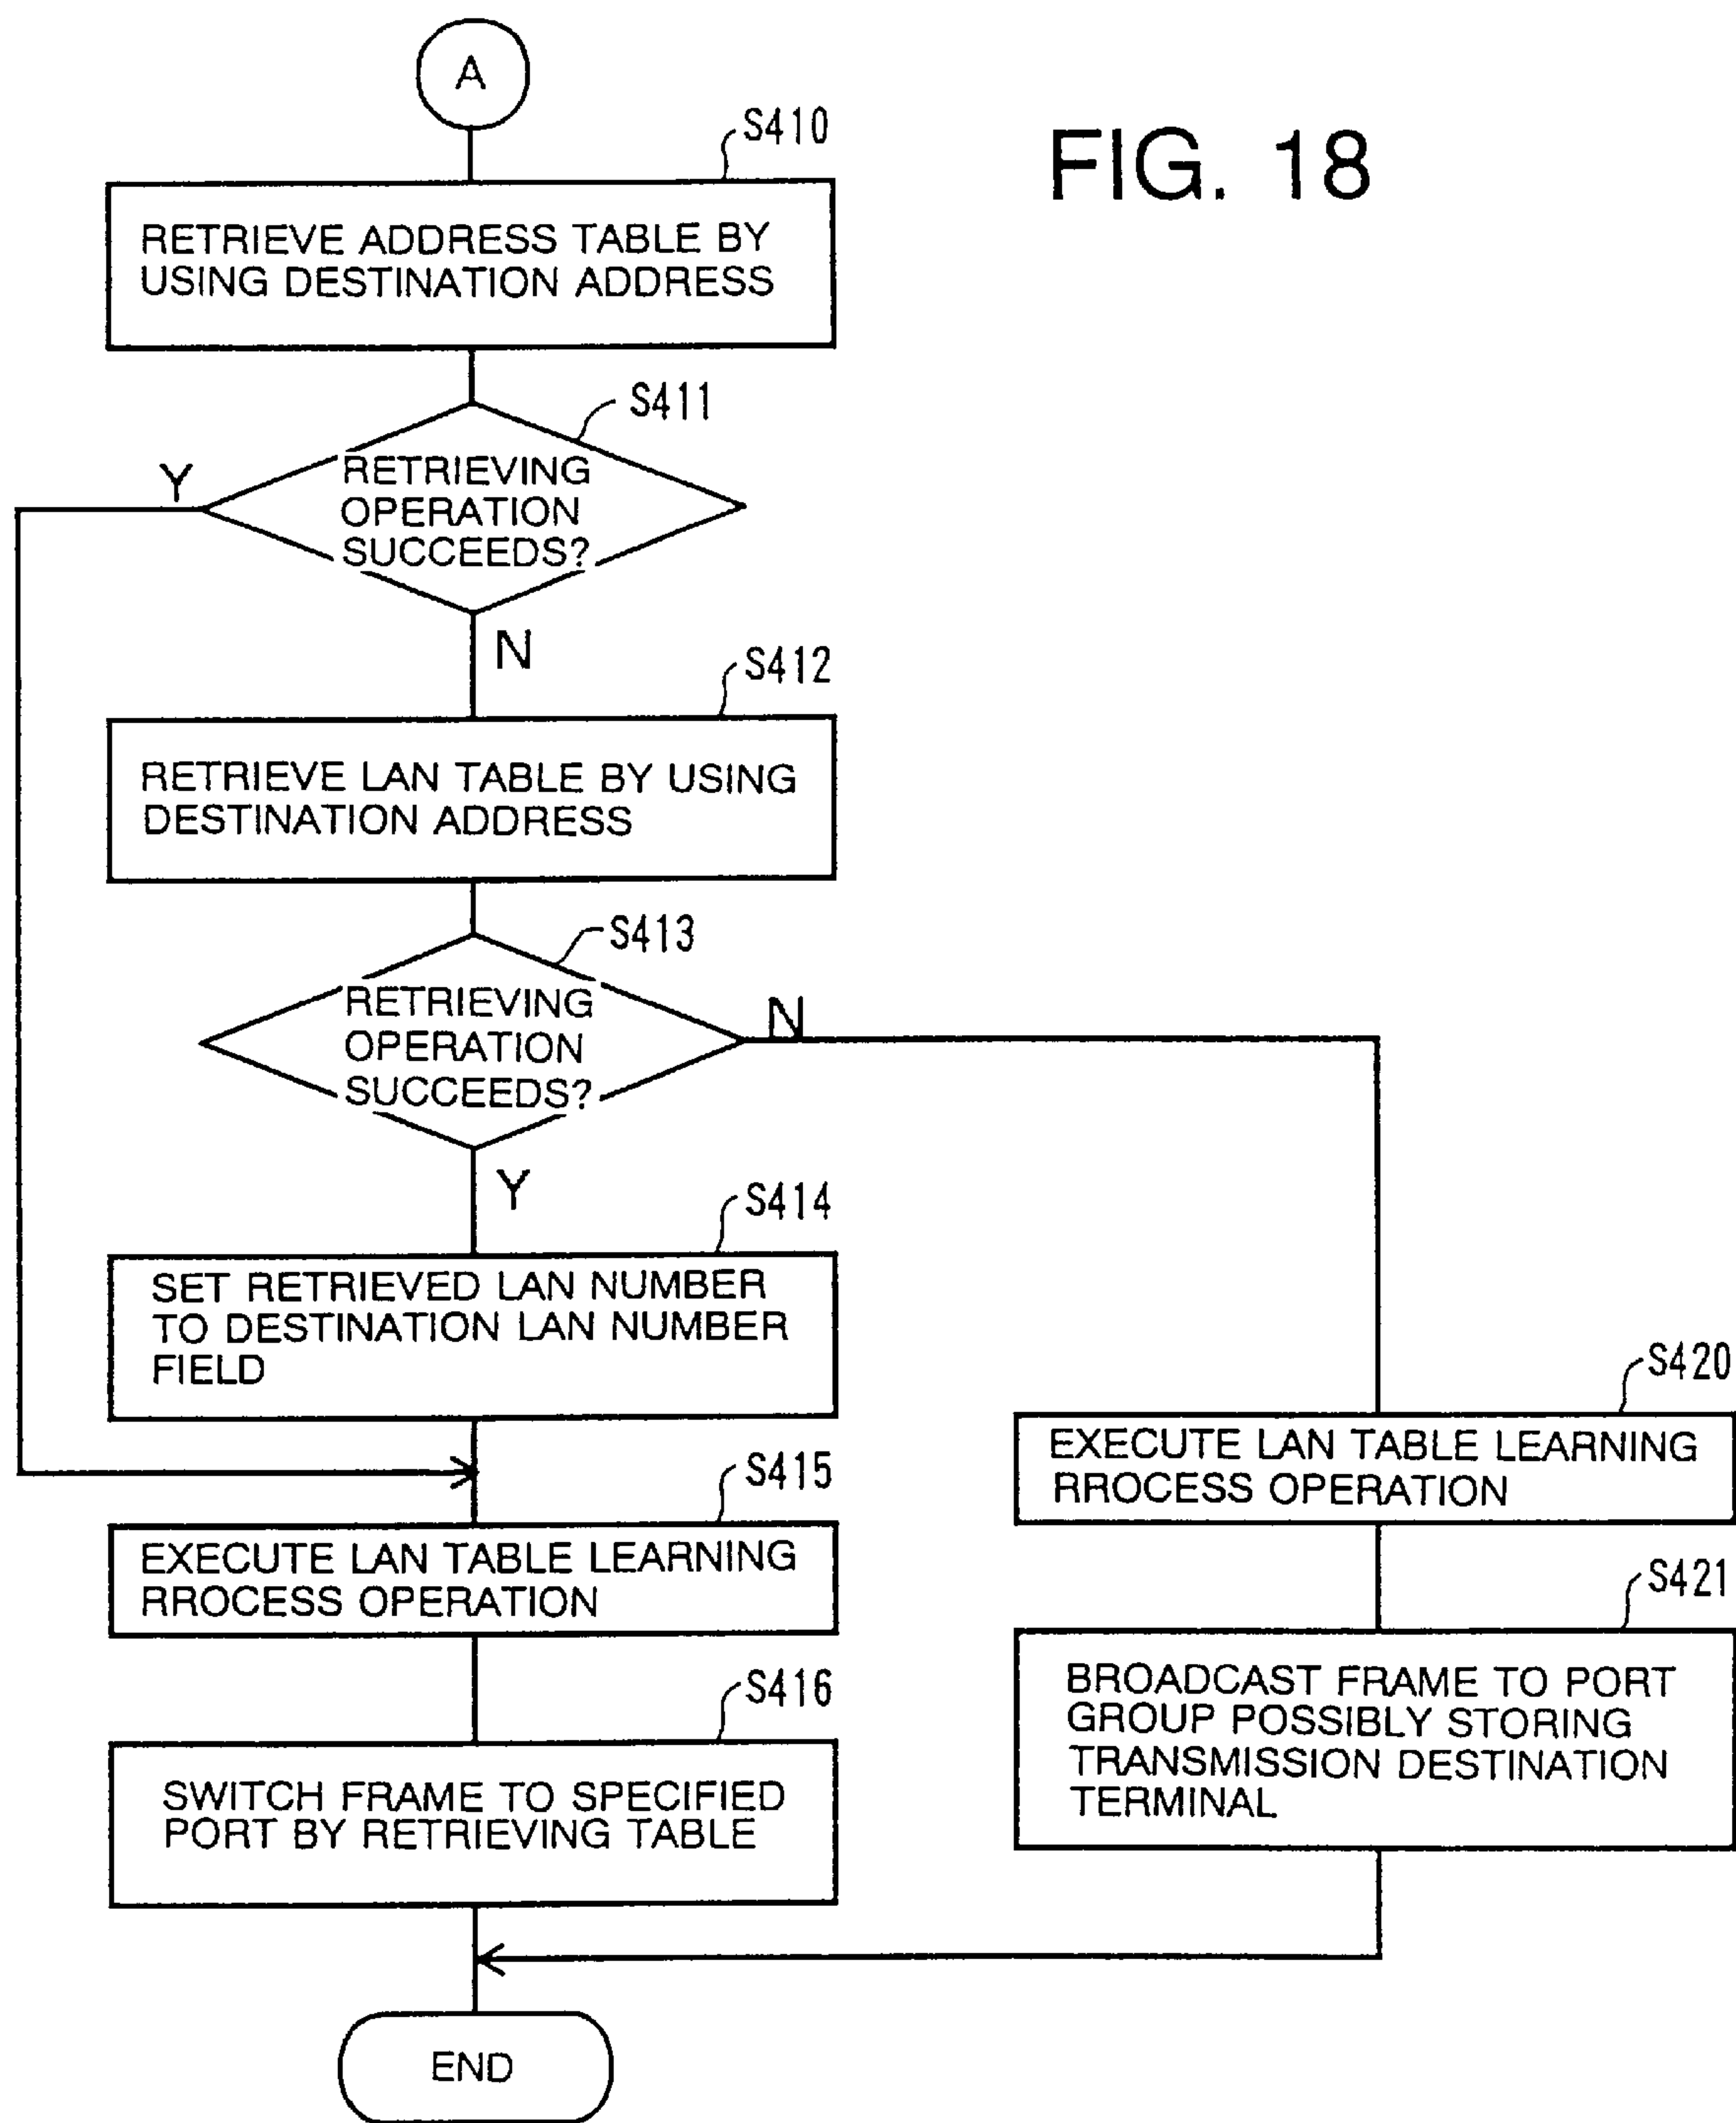 A
FIG. 18
S410
RETRIEVE ADDRESS TABLE BY
USING DESTINATION ADDRESS
S411
Y
RETRIEVING
OPERATION
SUCCEEDS?
N
S412
RETRIEVE LAN TABLE BY USING
DESTINATION ADDRESS
S413
RETRIEVING
OPERATION
SUCCEEDS?
N
Y
S414
SET RETRIEVED LAN NUMBER
TO DESTINATION LAN NUMBER
FIELD
S415
EXECUTE LAN TABLE LEARNING
RROCESS OPERATION
S416
SWITCH FRAME TO SPECIFIED
PORT BY RETRIEVING TABLE
S420
EXECUTE LAN TABLE LEARNING
RROCESS OPERATION
S421
BROADCAST FRAME TO PORT
GROUP POSSIBLY STORING
TRANSMISSION DESTINATION
TERMINAL
END